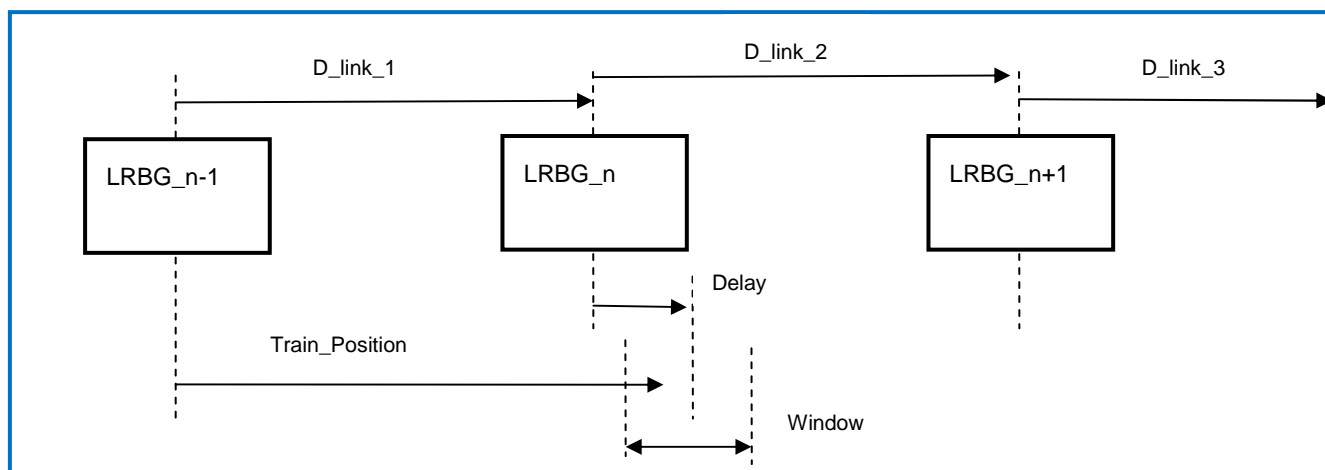 D_link_1
D_link_2
D_link_3
LRBG_n-1
LRBG_n
LRBG_n+1
Delay
Train_Position
Window